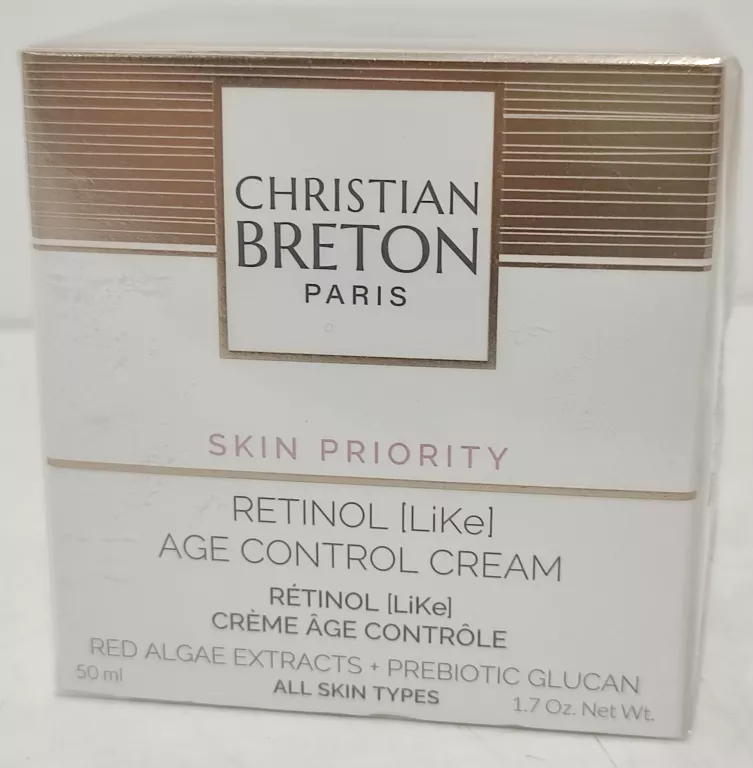 CHRISTIAN
BRETON
PARIS
SKIN PRIORITY
RETINOL [LiKe]
AGE CONTROL CREAM
RÉTINOL [LiKe]
CRÈME ÂGE CONTRÔLE
RED ALGAE EXTRACTS + PREBIOTIC GLUCAN
50 ml
ALL SKIN TYPES
1.7 Oz. Net Wt.